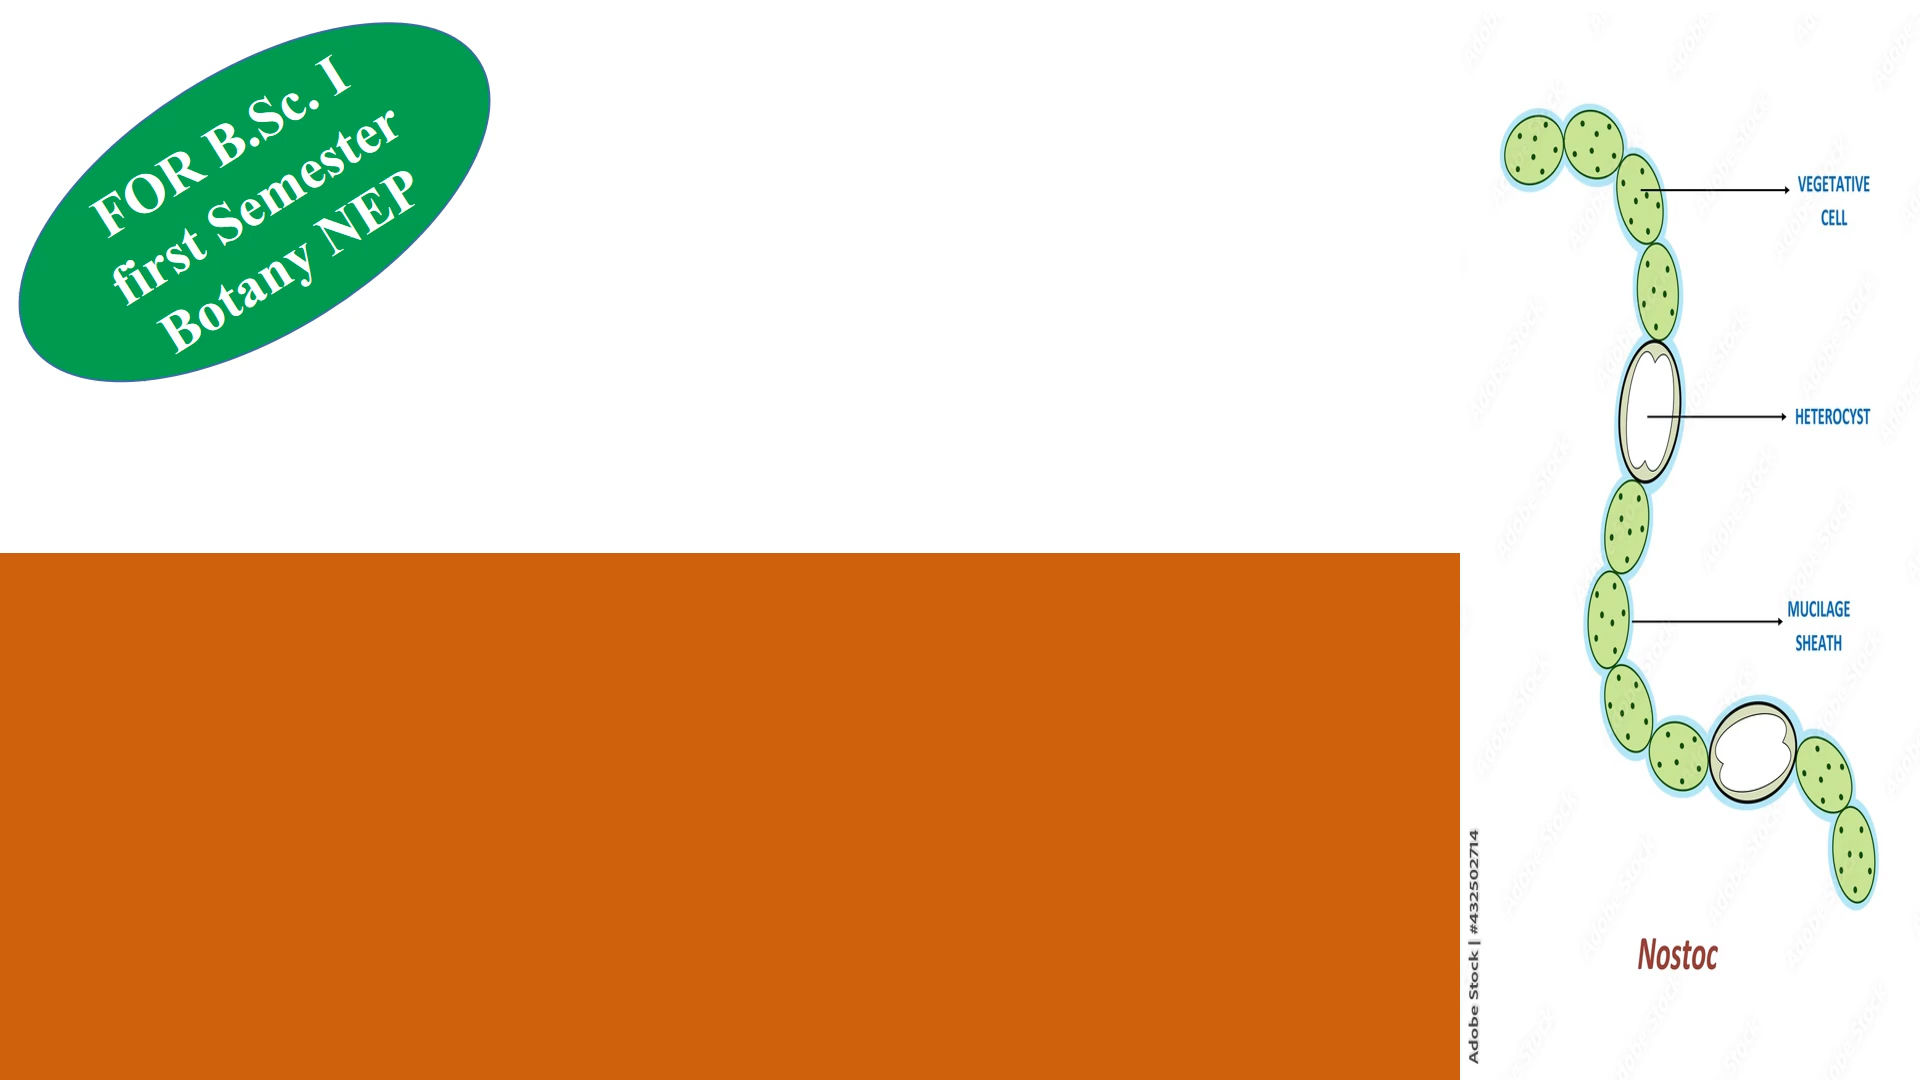 FOR B.Sc. I
first Semester
Botany NEP
VEGETATIVE
CELL
HETEROCYST
MUCILAGE
SHEATH
Nostoc
Adobe Stock | #432502714